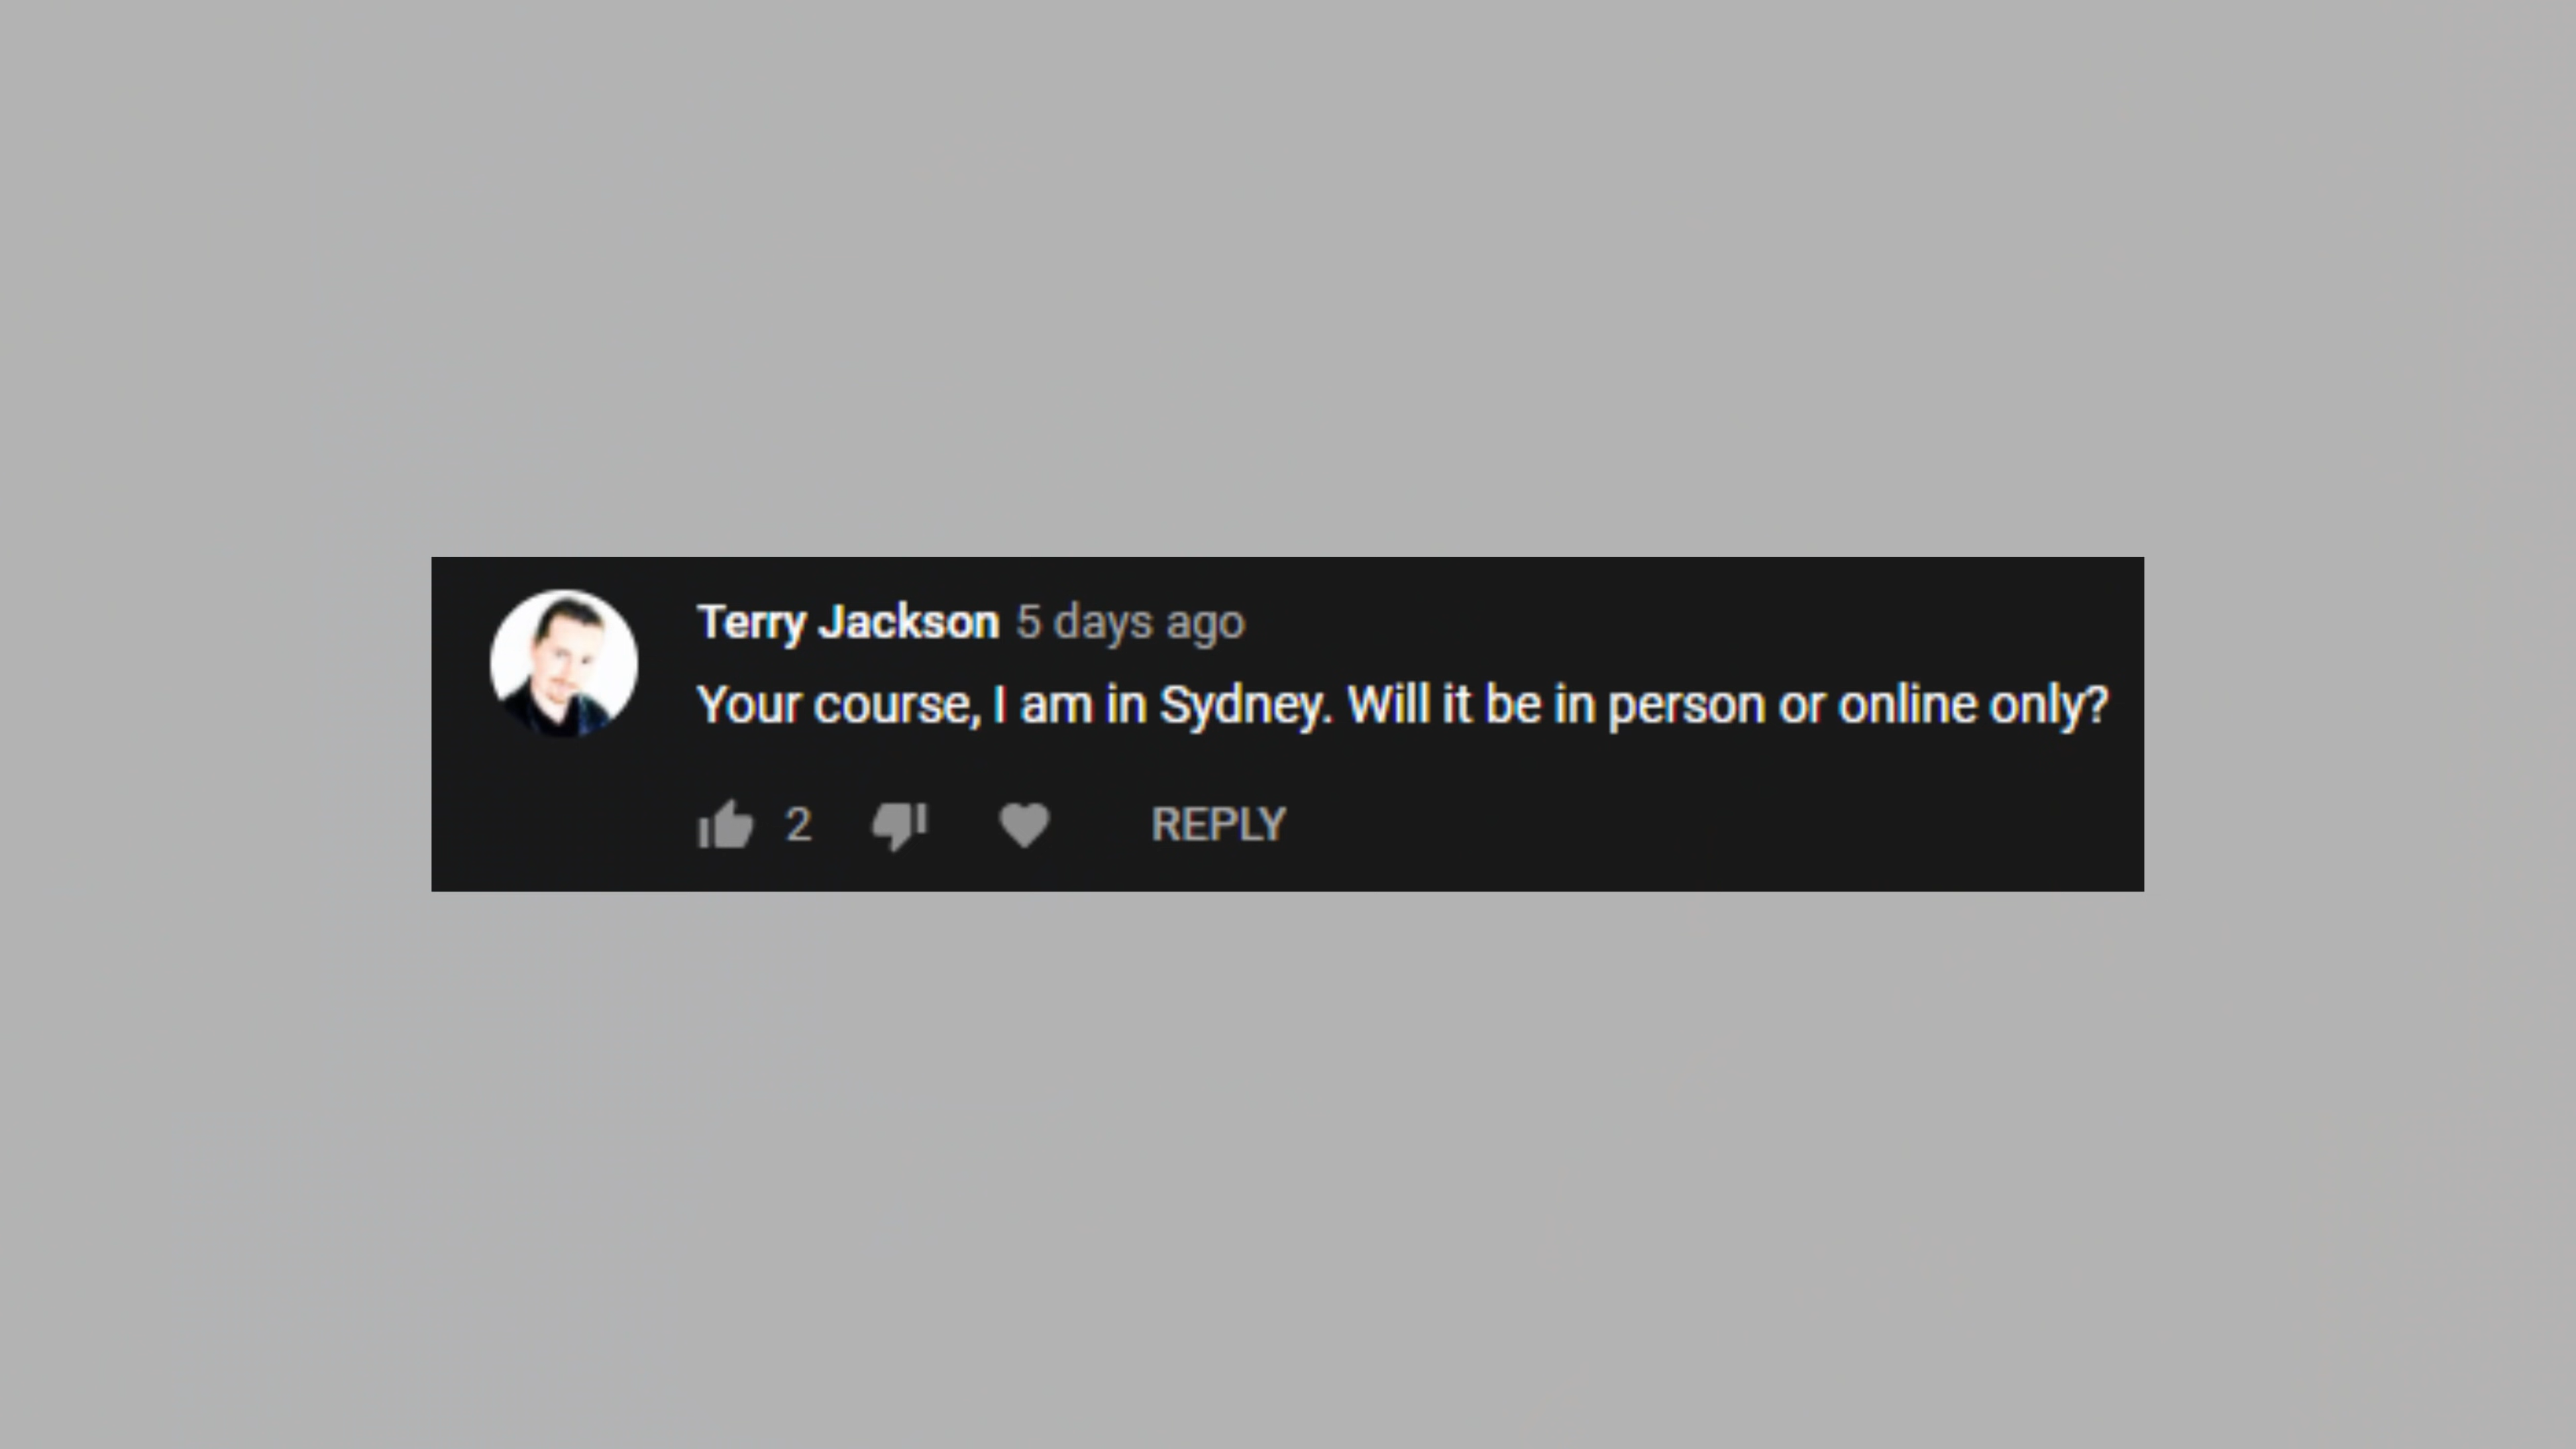 Terry Jackson 5 days ago
Your course, I am in Sydney. Will it be in person or online only?
2 REPLY